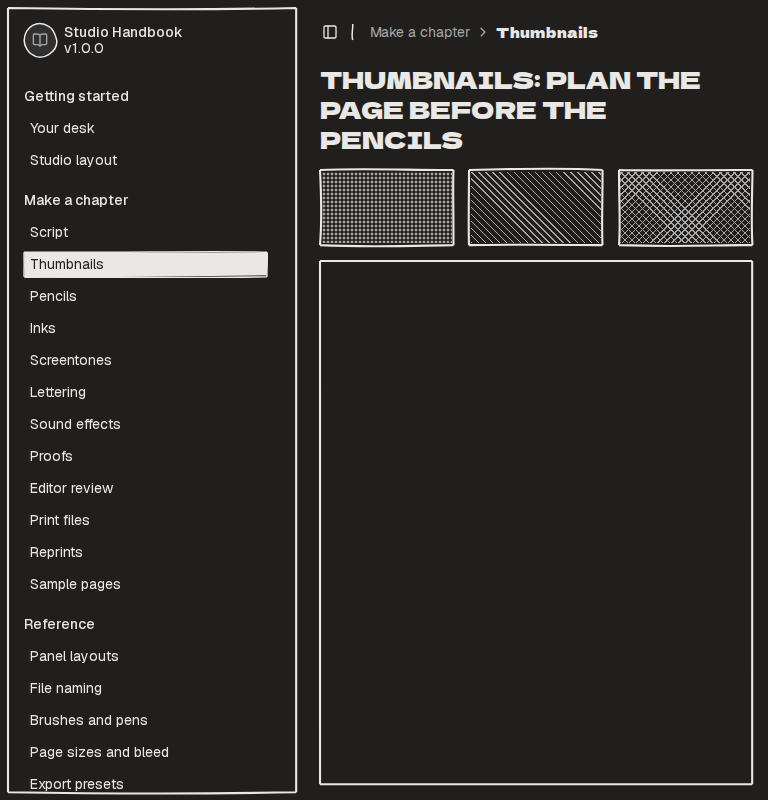 Studio Handbook
v1.0.0
Getting started
Your desk
Studio layout
Make a chapter
Script
Thumbnails
Pencils
Inks
Screentones
Lettering
Sound effects
Proofs
Editor review
Print files
Reprints
Sample pages
Reference
Panel layouts
File naming
Brushes and pens
Page sizes and bleed
Export presets
Make a chapter > Thumbnails
THUMBNAILS: PLAN THE
PAGE BEFORE THE
PENCILS